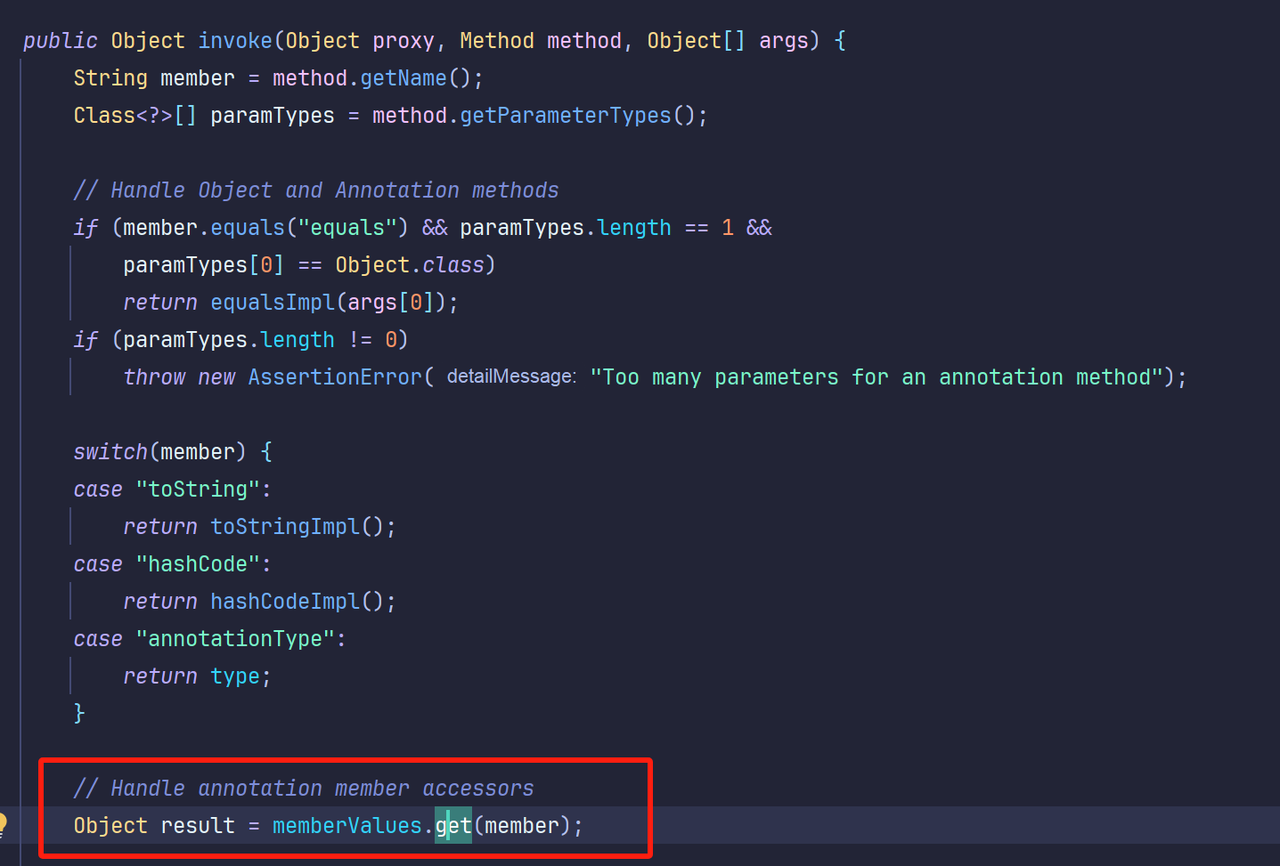 public Object invoke(Object proxy, Method method, Object[] args) {
String member = method.getName();
Class<?>[] paramTypes = method.getParameterTypes();
// Handle Object and Annotation methods
if (member.equals("equals") && paramTypes.length == 1 &&
paramTypes[0] == Object.class)
return equalsImpl(args[0]);
if (paramTypes.length != 0)
throw new AssertionError( detailMessage: "Too many parameters for an annotation method");
switch(member) {
case "toString":
return toStringImpl();
case "hashCode":
return hashCodeImpl();
case "annotationType":
return type;
}
// Handle annotation member accessors
Object result = memberValues.get(member);